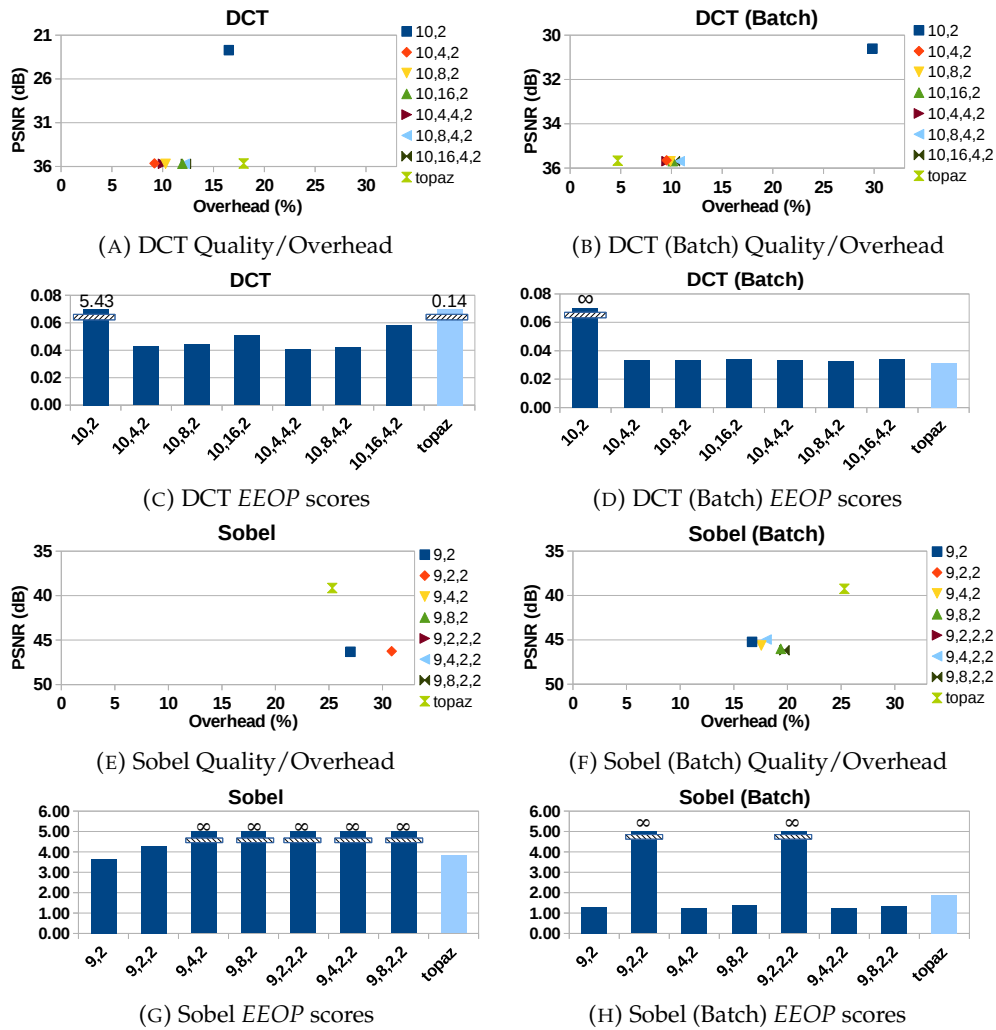 DCT
PSNR (dB)
21
26
31
36
0 5 10 15 20 25 30
Overhead (%)
10,2
10,4,2
10,8,2
10,16,2
10,4,4,2
10,8,4,2
10,16,4,2
topaz
(A) DCT Quality/Overhead
DCT (Batch)
PSNR (dB)
30
32
34
36
0 5 10 15 20 25 30
Overhead (%)
10,2
10,4,2
10,8,2
10,16,2
10,4,4,2
10,8,4,2
10,16,4,2
topaz
(B) DCT (Batch) Quality/Overhead
DCT
0.08
0.06
0.04
0.02
0.00
5.43
0.14
10,2 10,4,2 10,8,2 10,16,2 10,4,4,2 10,8,4,2 10,16,4,2 topaz
(C) DCT EEOP scores
DCT (Batch)
0.08
0.06
0.04
0.02
0.00
∞
10,2 10,4,2 10,8,2 10,16,2 10,4,4,2 10,8,4,2 10,16,4,2 topaz
(D) DCT (Batch) EEOP scores
Sobel
PSNR (dB)
35
40
45
50
0 5 10 15 20 25 30
Overhead (%)
9,2
9,2,2
9,4,2
9,8,2
9,2,2,2
9,4,2,2
9,8,2,2
topaz
(E) Sobel Quality/Overhead
Sobel (Batch)
PSNR (dB)
35
40
45
50
0 5 10 15 20 25 30
Overhead (%)
9,2
9,2,2
9,4,2
9,8,2
9,2,2,2
9,4,2,2
9,8,2,2
topaz
(F) Sobel (Batch) Quality/Overhead
Sobel
6.00
5.00
4.00
3.00
2.00
1.00
0.00
∞ ∞ ∞ ∞ ∞
9,2 9,2,2 9,4,2 9,8,2 9,2,2,2 9,4,2,2 9,8,2,2 topaz
(G) Sobel EEOP scores
Sobel (Batch)
6.00
5.00
4.00
3.00
2.00
1.00
0.00
∞ ∞
9,2 9,2,2 9,4,2 9,8,2 9,2,2,2 9,4,2,2 9,8,2,2 topaz
(H) Sobel (Batch) EEOP scores